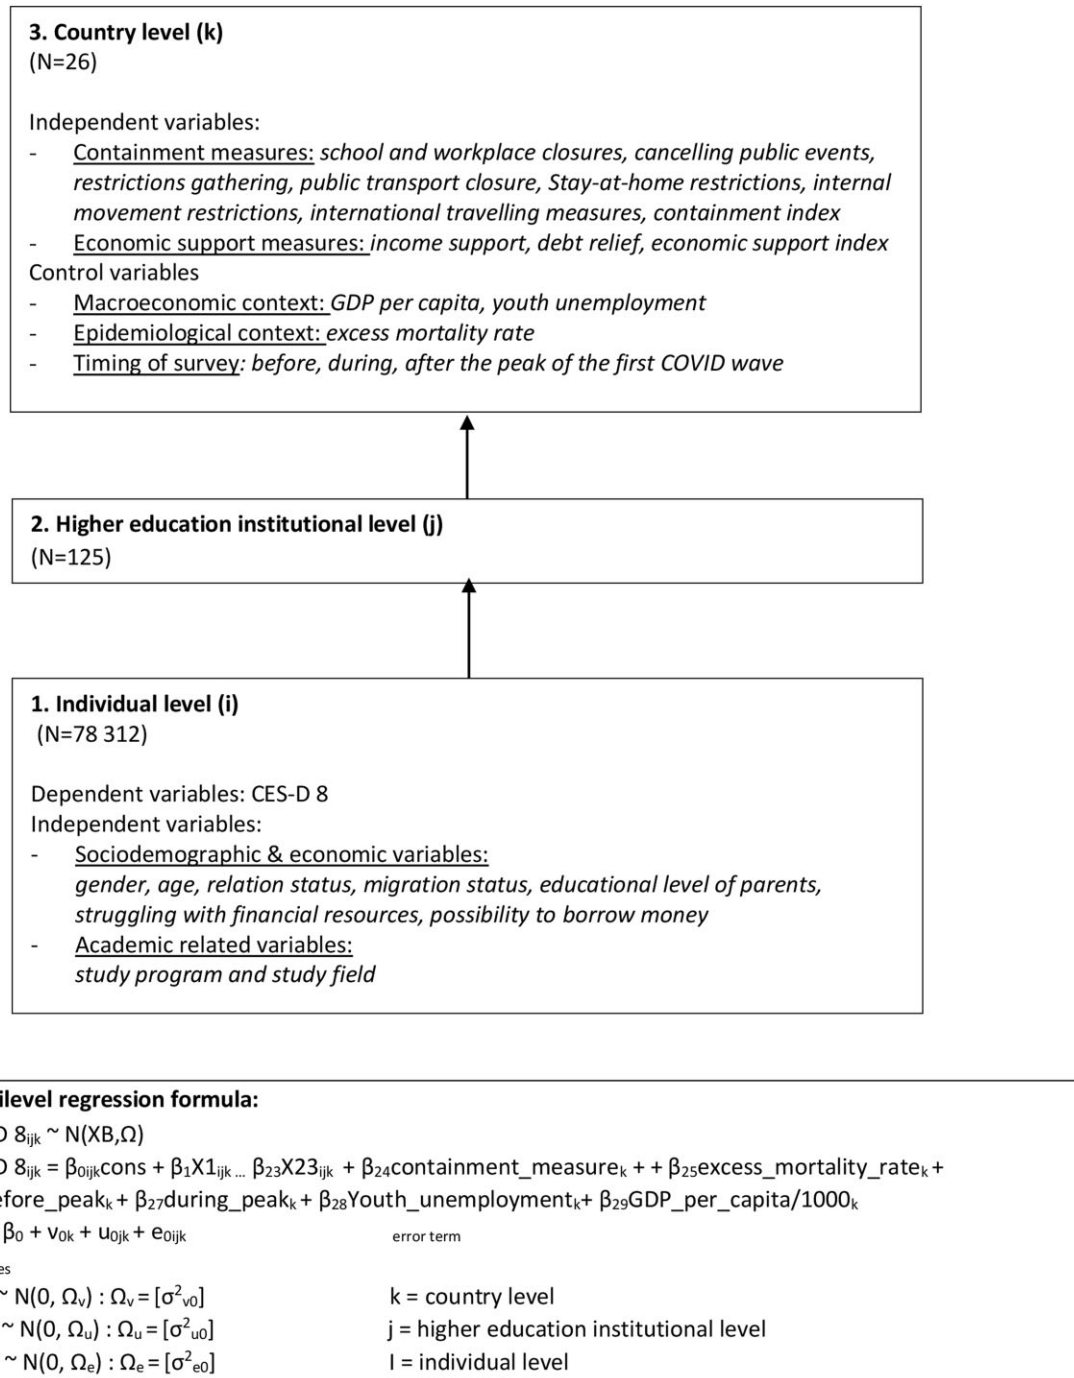 3. Country level (k)
(N=26)
Independent variables:
- Containment measures: school and workplace closures, cancelling public events,
restrictions gathering, public transport closure, Stay-at-home restrictions, internal
movement restrictions, international travelling measures, containment index
- Economic support measures: income support, debt relief, economic support index
Control variables
- Macroeconomic context: GDP per capita, youth unemployment
- Epidemiological context: excess mortality rate
- Timing of survey: before, during, after the peak of the first COVID wave
2. Higher education institutional level (j)
(N=125)
1. Individual level (i)
(N=78 312)
Dependent variables: CES-D 8
Independent variables:
- Sociodemographic & economic variables:
gender, age, relation status, migration status, educational level of parents,
struggling with financial resources, possibility to borrow money
- Academic related variables:
study program and study field
ilevel regression formula:
D 8ijk ~ N(XB,Ω)
D 8ijk = β0ijkcons + β1X1ijk ... β23X23ijk + β24containment_measurek + + β25excess_mortality_ratek +
efore_peakk + β27during_peakk + β28Youth_unemploymentk+ β29GDP_per_capita/1000k
β0 + v0k + u0jk + e0ijk error term
es
~ N(0, Ωv) : Ωv = [σ²v0] k = country level
~ N(0, Ωu) : Ωu = [σ²u0] j = higher education institutional level
~ N(0, Ωe) : Ωe = [σ²e0] I = individual level